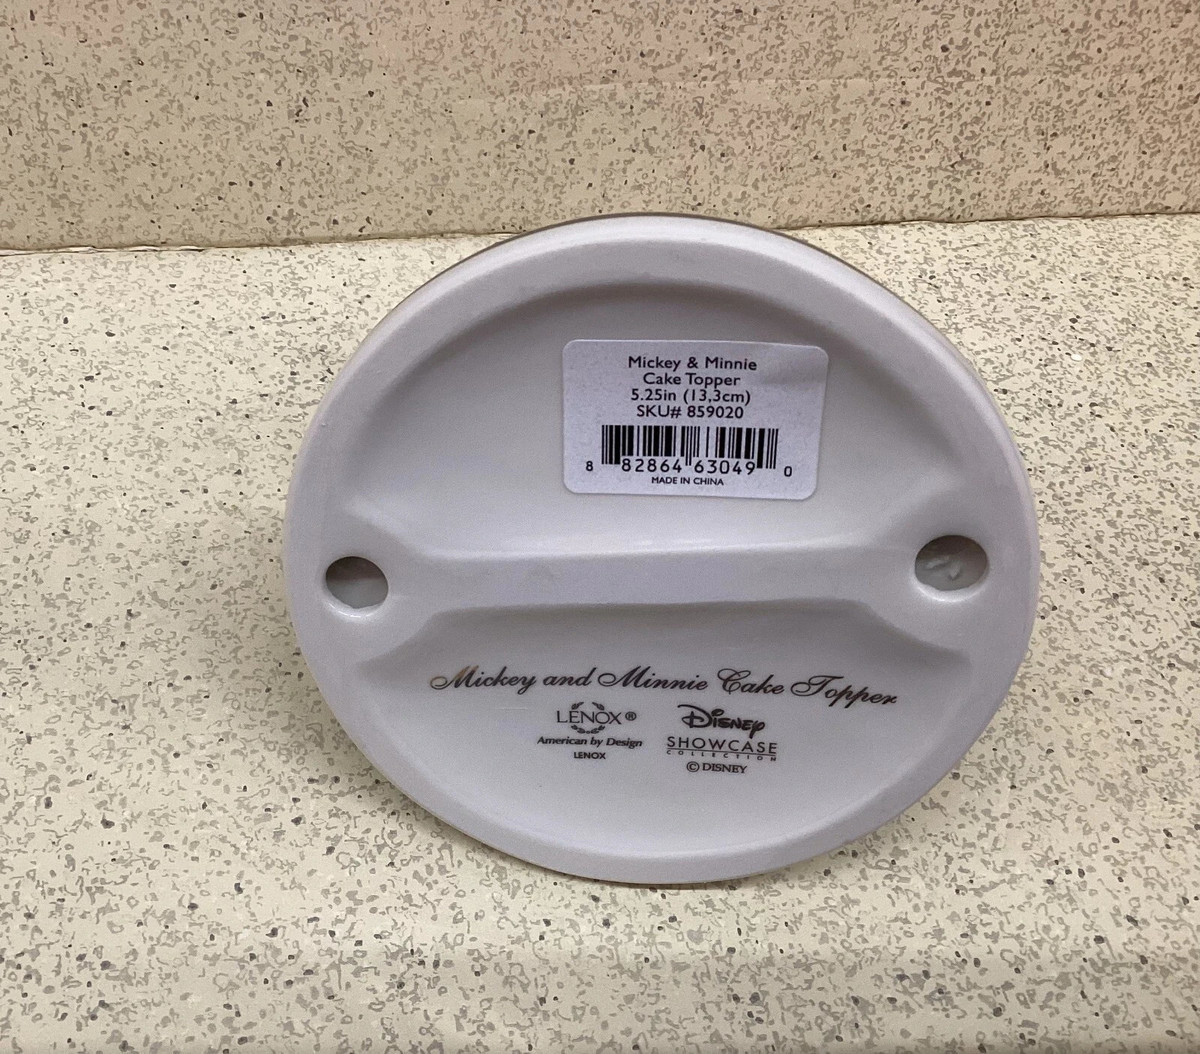 Mickey & Minnie
Cake Topper
5.25in (13,3cm)
SKU# 859020
8 82864 63049 0
MADE IN CHINA
Mickey and Minnie Cake Topper
LENOX®
American by Design
LENOX
Disney
SHOWCASE
COLLECTION
© DISNEY